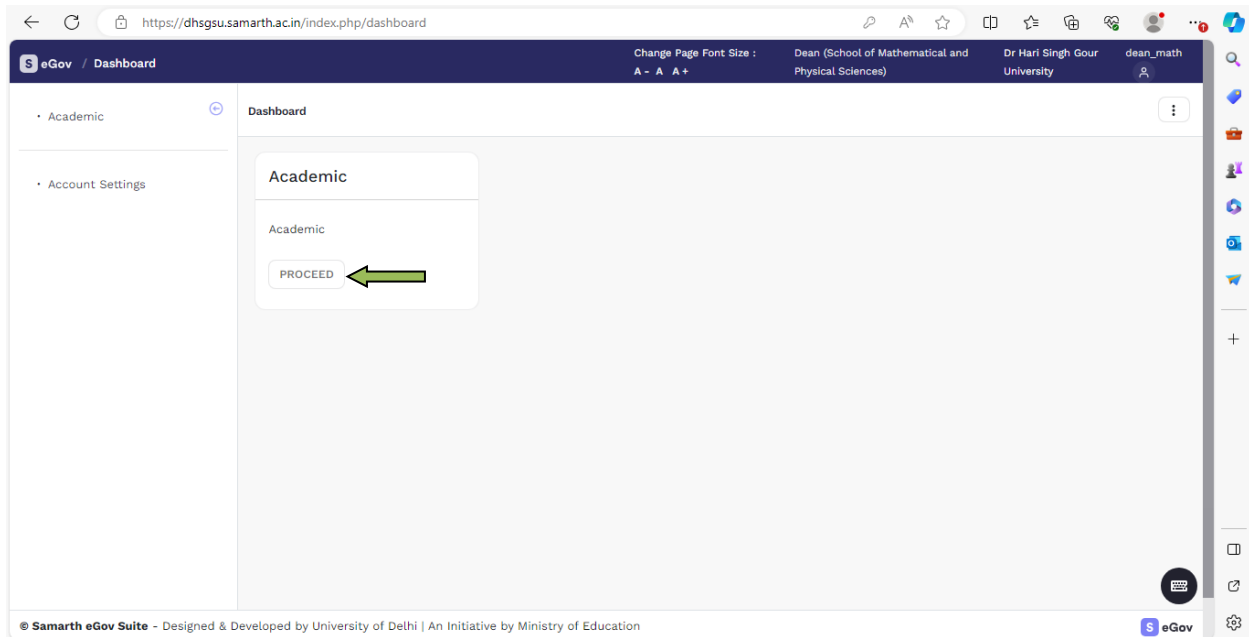 https://dhsgsu.samarth.ac.in/index.php/dashboard
S eGov / Dashboard
Change Page Font Size :
A - A A +
Dean (School of Mathematical and
Physical Sciences)
Dr Hari Singh Gour
University
dean_math
• Academic
• Account Settings
Dashboard
Academic
Academic
PROCEED
© Samarth eGov Suite - Designed & Developed by University of Delhi | An Initiative by Ministry of Education
S eGov